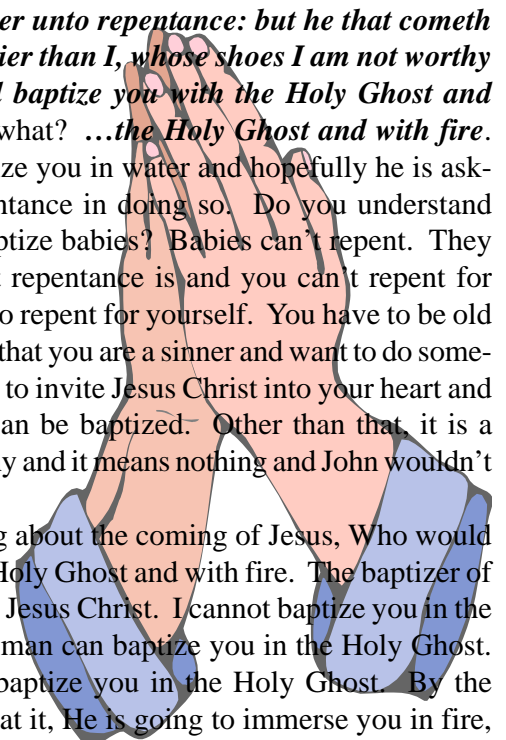 er unto repentance: but he that cometh
ier than I, whose shoes I am not worthy
l baptize you with the Holy Ghost and
what? …the Holy Ghost and with fire.
ze you in water and hopefully he is ask-
ntance in doing so. Do you understand
ptize babies? Babies can't repent. They
t repentance is and you can't repent for
o repent for yourself. You have to be old
that you are a sinner and want to do some-
to invite Jesus Christ into your heart and
an be baptized. Other than that, it is a
ny and it means nothing and John wouldn't
g about the coming of Jesus, Who would
Holy Ghost and with fire. The baptizer of
Jesus Christ. I cannot baptize you in the
man can baptize you in the Holy Ghost.
baptize you in the Holy Ghost. By the
at it, He is going to immerse you in fire,